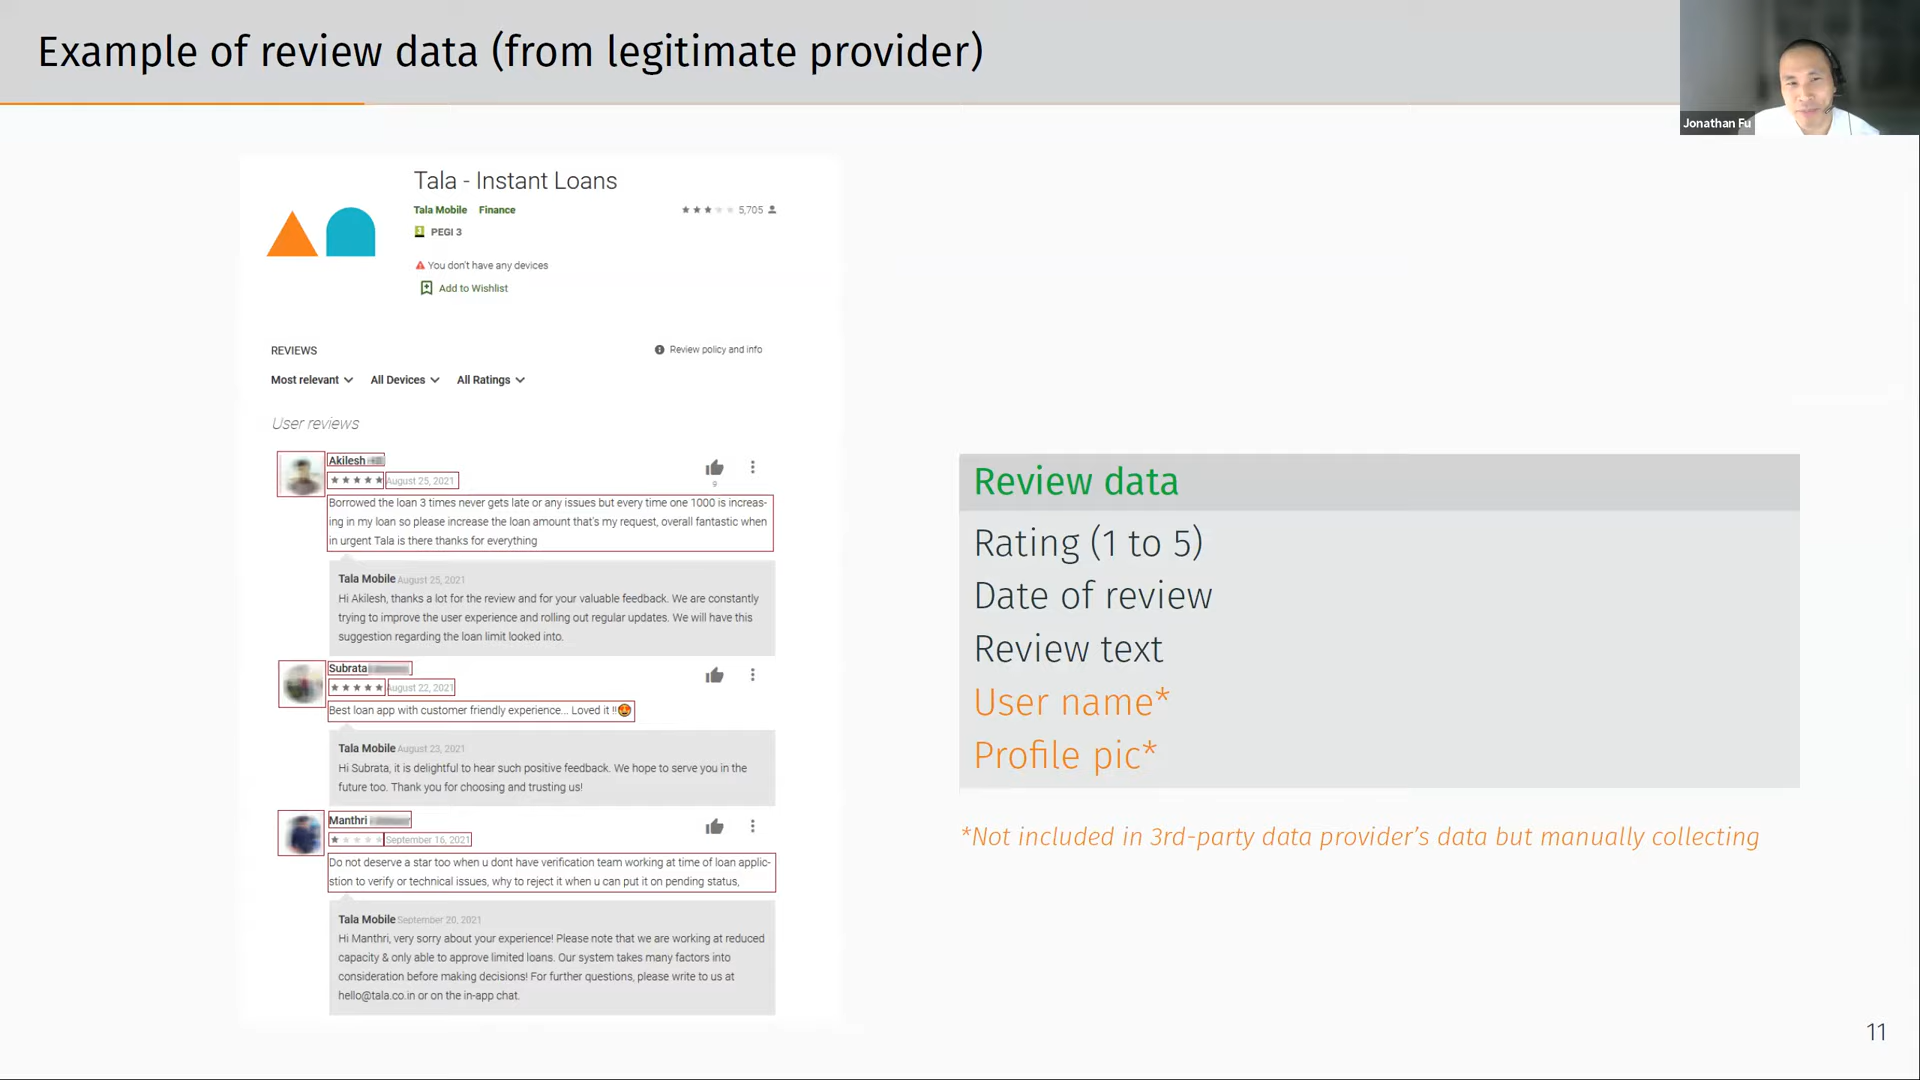 Example of review data (from legitimate provider)
Jonathan Fu
Tala - Instant Loans
Tala Mobile Finance
5,705
3 PEGI 3
You don't have any devices
Add to Wishlist
REVIEWS
Review policy and info
Most relevant All Devices All Ratings
User reviews
Akilesh
August 25, 2021
9
Borrowed the loan 3 times never gets late or any issues but every time one 1000 is increas-
ing in my loan so please increase the loan amount that's my request, overall fantastic when
in urgent Tala is there thanks for everything
Tala Mobile August 25, 2021
Hi Akilesh, thanks a lot for the review and for your valuable feedback. We are constantly
trying to improve the user experience and rolling out regular updates. We will have this
suggestion regarding the loan limit looked into.
Subrata
August 22, 2021
Best loan app with customer friendly experience... Loved it !!😍
Tala Mobile August 23, 2021
Hi Subrata, it is delightful to hear such positive feedback. We hope to serve you in the
future too. Thank you for choosing and trusting us!
Manthri
September 16, 2021
Do not deserve a star too when u dont have verification team working at time of loan applic-
stion to verify or technical issues, why to reject it when u can put it on pending status,
Tala Mobile September 20, 2021
Hi Manthri, very sorry about your experience! Please note that we are working at reduced
capacity & only able to approve limited loans. Our system takes many factors into
consideration before making decisions! For further questions, please write to us at
hello@tala.co.in or on the in-app chat.
Review data
Rating (1 to 5)
Date of review
Review text
User name*
Profile pic*
*Not included in 3rd-party data provider's data but manually collecting
11